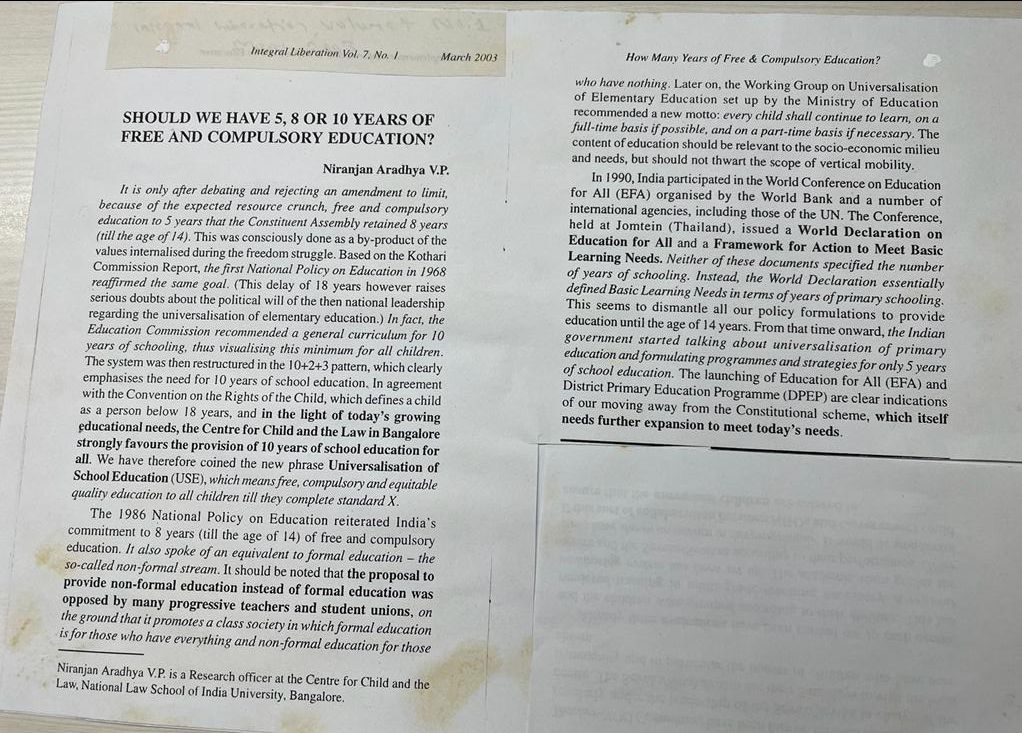 Integral Liberation Vol. 7, No. 1 March 2003
SHOULD WE HAVE 5, 8 OR 10 YEARS OF
FREE AND COMPULSORY EDUCATION?
Niranjan Aradhya V.P.
It is only after debating and rejecting an amendment to limit,
because of the expected resource crunch, free and compulsory
education to 5 years that the Constituent Assembly retained 8 years
(till the age of 14). This was consciously done as a by-product of the
values internalised during the freedom struggle. Based on the Kothari
Commission Report, the first National Policy on Education in 1968
reaffirmed the same goal. (This delay of 18 years however raises
serious doubts about the political will of the then national leadership
regarding the universalisation of elementary education.) In fact, the
Education Commission recommended a general curriculum for 10
years of schooling, thus visualising this minimum for all children.
The system was then restructured in the 10+2+3 pattern, which clearly
emphasises the need for 10 years of school education. In agreement
with the Convention on the Rights of the Child, which defines a child
as a person below 18 years, and in the light of today's growing
educational needs, the Centre for Child and the Law in Bangalore
strongly favours the provision of 10 years of school education for
all. We have therefore coined the new phrase Universalisation of
School Education (USE), which means free, compulsory and equitable
quality education to all children till they complete standard X.
The 1986 National Policy on Education reiterated India's
commitment to 8 years (till the age of 14) of free and compulsory
education. It also spoke of an equivalent to formal education – the
so-called non-formal stream. It should be noted that the proposal to
provide non-formal education instead of formal education was
opposed by many progressive teachers and student unions, on
the ground that it promotes a class society in which formal education
is for those who have everything and non-formal education for those
Niranjan Aradhya V.P. is a Research officer at the Centre for Child and the
Law, National Law School of India University, Bangalore.
How Many Years of Free & Compulsory Education?
who have nothing. Later on, the Working Group on Universalisation
of Elementary Education set up by the Ministry of Education
recommended a new motto: every child shall continue to learn, on a
full-time basis if possible, and on a part-time basis if necessary. The
content of education should be relevant to the socio-economic milieu
and needs, but should not thwart the scope of vertical mobility.
In 1990, India participated in the World Conference on Education
for All (EFA) organised by the World Bank and a number of
international agencies, including those of the UN. The Conference,
held at Jomtein (Thailand), issued a World Declaration on
Education for All and a Framework for Action to Meet Basic
Learning Needs. Neither of these documents specified the number
of years of schooling. Instead, the World Declaration essentially
defined Basic Learning Needs in terms of years of primary schooling.
This seems to dismantle all our policy formulations to provide
education until the age of 14 years. From that time onward, the Indian
government started talking about universalisation of primary
education and formulating programmes and strategies for only 5 years
of school education. The launching of Education for All (EFA) and
District Primary Education Programme (DPEP) are clear indications
of our moving away from the Constitutional scheme, which itself
needs further expansion to meet today's needs.